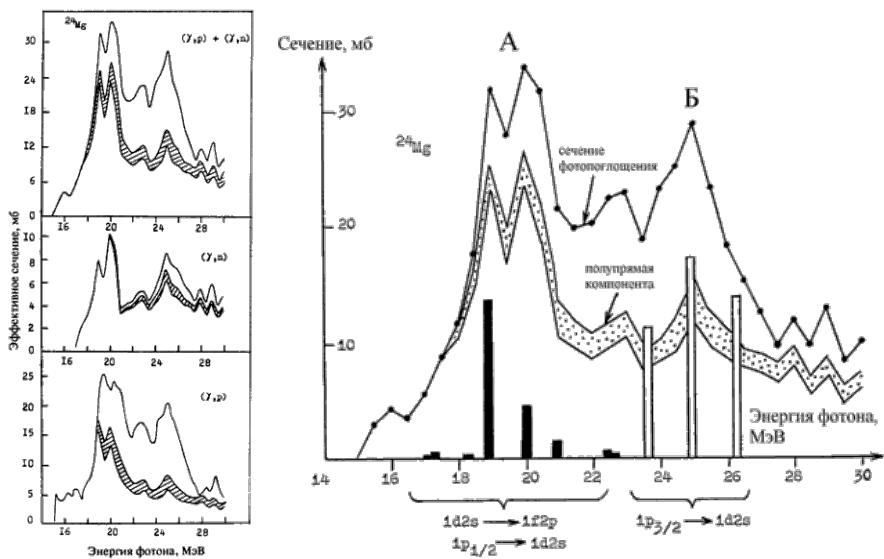 ²⁴Mg
(γ,p) + (γ,n)
30
24
18
12
6
0
16 20 24 28
10
8
6
4
2
0
(γ,n)
16 20 24 28
25
20
15
10
5
0
(γ,p)
16 20 24 28
Эффективное сечение, мб
Энергия фотона, МэВ
Сечение, мб
А
Б
30
20
10
²⁴Mg
сечение
фотопоглощения
полупрямая
компонента
Энергия фотона,
МэВ
14 16 18 20 22 24 26 28 30
1d2s → 1f2p
1p1/2 → 1d2s
1p3/2 → 1d2s